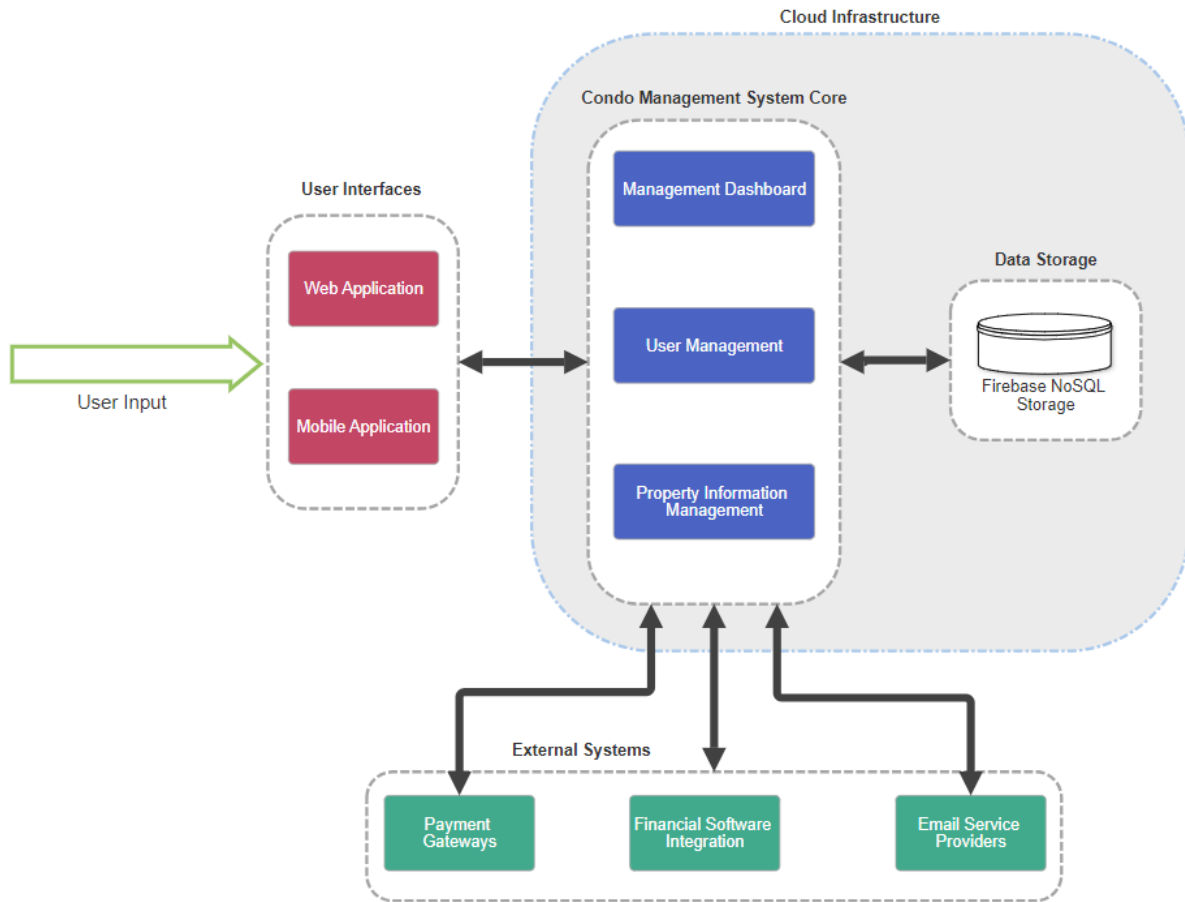 Cloud Infrastructure
Condo Management System Core
Management Dashboard
User Interfaces
Web Application
Data Storage
User Management
Firebase NoSQL
Storage
User Input
Mobile Application
Property Information
Management
External Systems
Payment
Gateways
Financial Software
Integration
Email Service
Providers